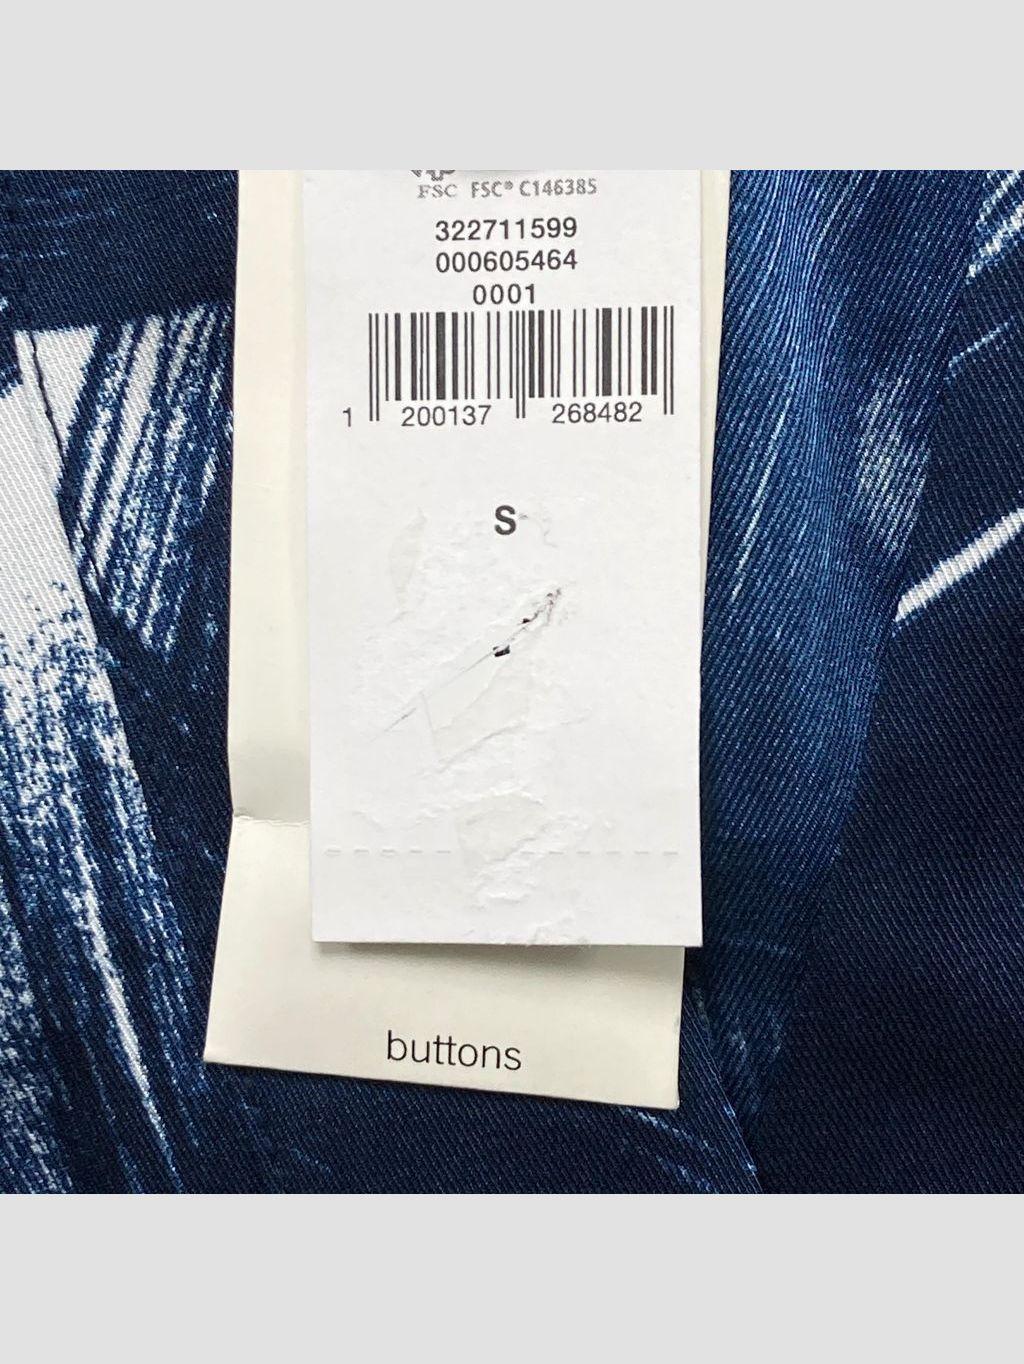 FSC FSC® C146385
322711599
000605464
0001
1 200137 268482
S
buttons